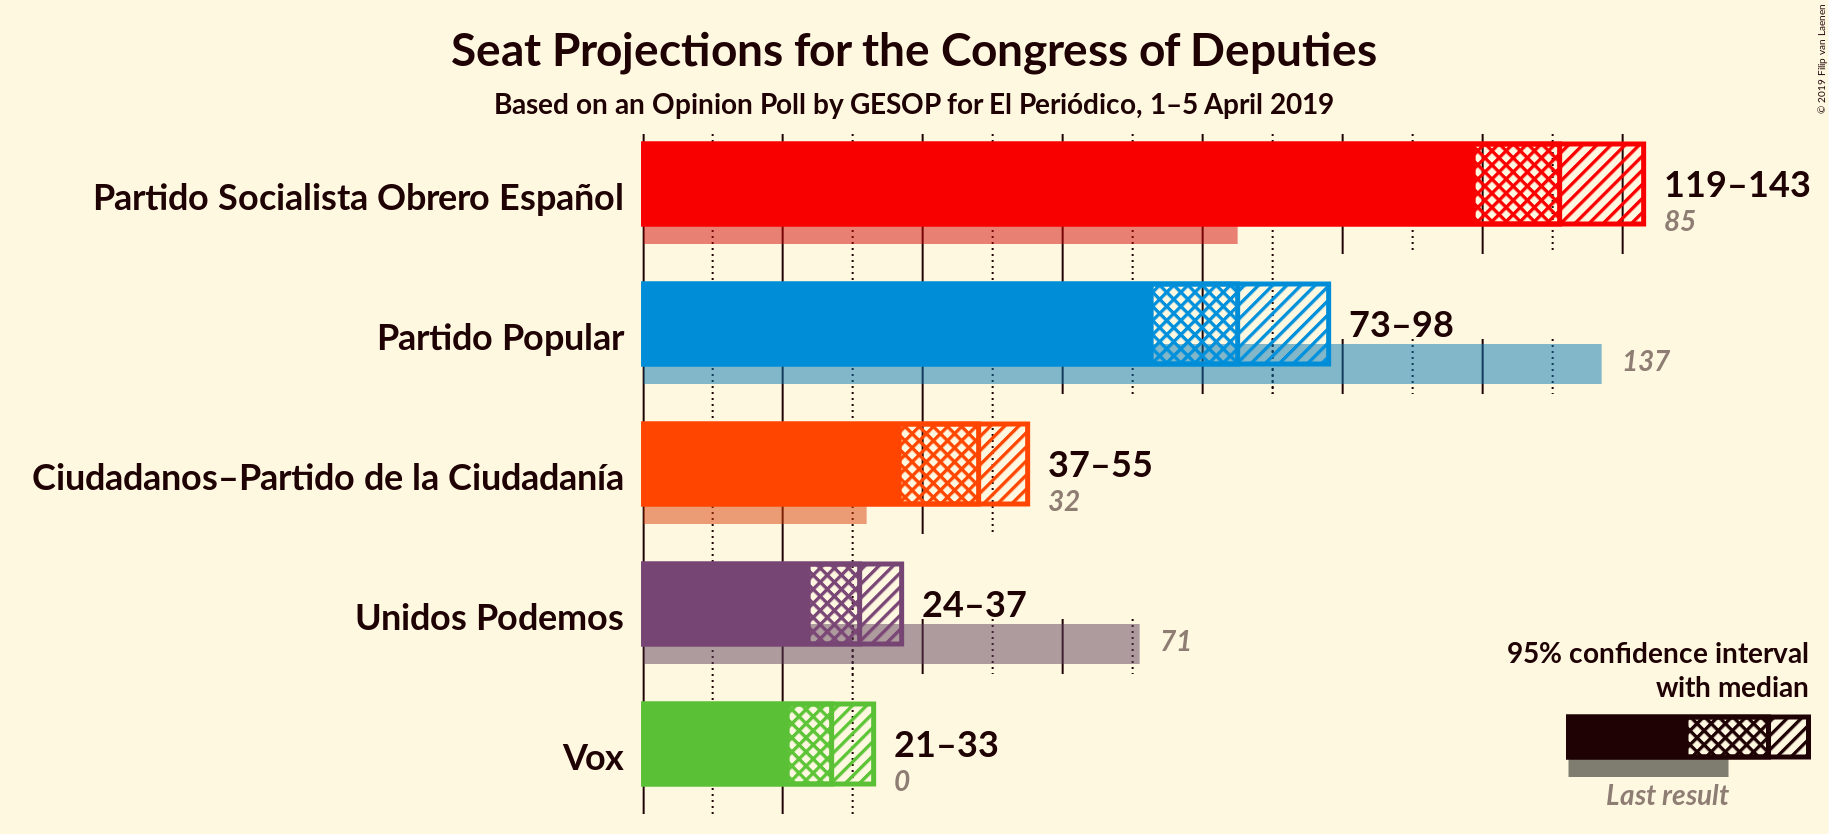 Seat Projections for the Congress of Deputies
Based on an Opinion Poll by GESOP for El Periódico, 1–5 April 2019
© 2019 Filip van Laenen
Partido Socialista Obrero Español
119–143
85
Partido Popular
73–98
137
Ciudadanos–Partido de la Ciudadanía
37–55
32
Unidos Podemos
24–37
71
Vox
21–33
0
95% confidence interval
with median
Last result